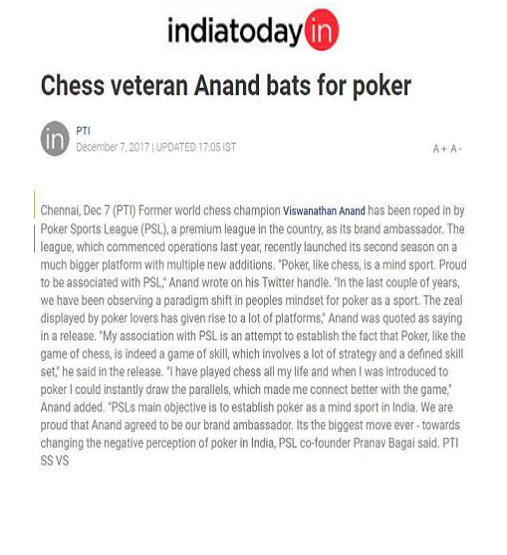 indiatoday in
Chess veteran Anand bats for poker
in PTI
December 7, 2017 | UPDATED 17:05 IST
A+ A-
Chennai, Dec 7 (PTI) Former world chess champion Viswanathan Anand has been roped in by
Poker Sports League (PSL), a premium league in the country, as its brand ambassador. The
league, which commenced operations last year, recently launched its second season on a
much bigger platform with multiple new additions. "Poker, like chess, is a mind sport. Proud
to be associated with PSL," Anand wrote on his Twitter handle. "In the last couple of years,
we have been observing a paradigm shift in peoples mindset for poker as a sport. The zeal
displayed by poker lovers has given rise to a lot of platforms," Anand was quoted as saying
in a release. "My association with PSL is an attempt to establish the fact that Poker, like the
game of chess, is indeed a game of skill, which involves a lot of strategy and a defined skill
set," he said in the release. "I have played chess all my life and when I was introduced to
poker I could instantly draw the parallels, which made me connect better with the game,"
Anand added. "PSLs main objective is to establish poker as a mind sport in India. We are
proud that Anand agreed to be our brand ambassador. Its the biggest move ever - towards
changing the negative perception of poker in India, PSL co-founder Pranav Bagai said. PTI
SS VS